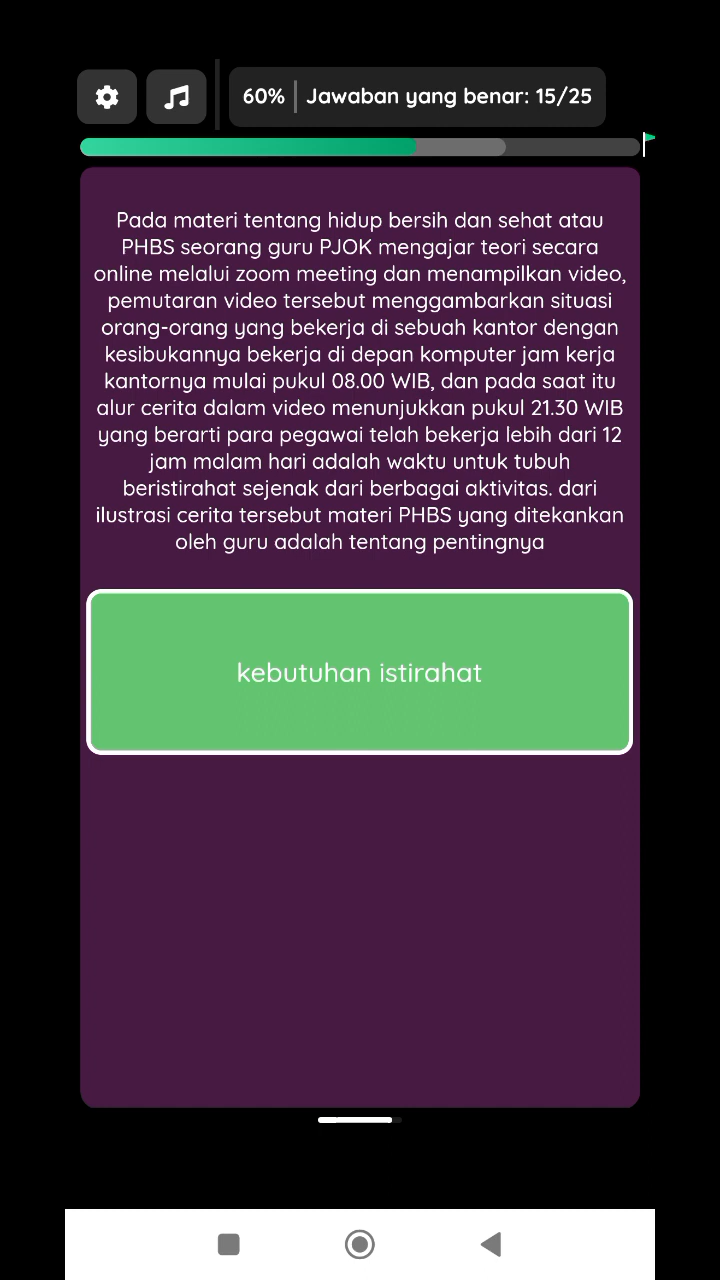 60% Jawaban yang benar: 15/25
Pada materi tentang hidup bersih dan sehat atau
PHBS seorang guru PJOK mengajar teori secara
online melalui zoom meeting dan menampilkan video,
pemutaran video tersebut menggambarkan situasi
orang-orang yang bekerja di sebuah kantor dengan
kesibukannya bekerja di depan komputer jam kerja
kantornya mulai pukul 08.00 WIB, dan pada saat itu
alur cerita dalam video menunjukkan pukul 21.30 WIB
yang berarti para pegawai telah bekerja lebih dari 12
jam malam hari adalah waktu untuk tubuh
beristirahat sejenak dari berbagai aktivitas. dari
ilustrasi cerita tersebut materi PHBS yang ditekankan
oleh guru adalah tentang pentingnya
kebutuhan istirahat